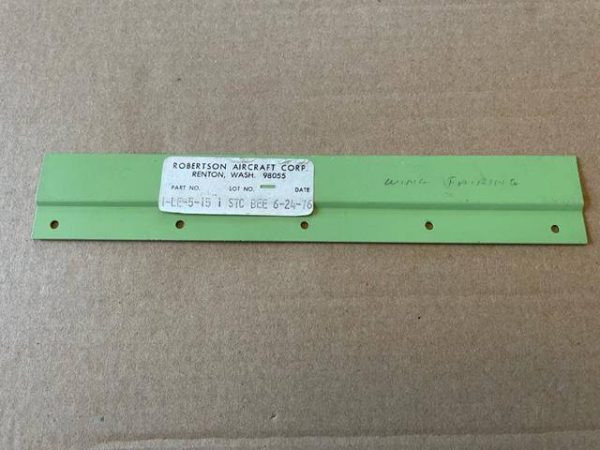 ROBERTSON AIRCRAFT CORP.
RENTON, WASH. 98055
PART NO. LOT NO. DATE
1-LE-5-15 1 STC BEE 6-24-76
WING FAIRING